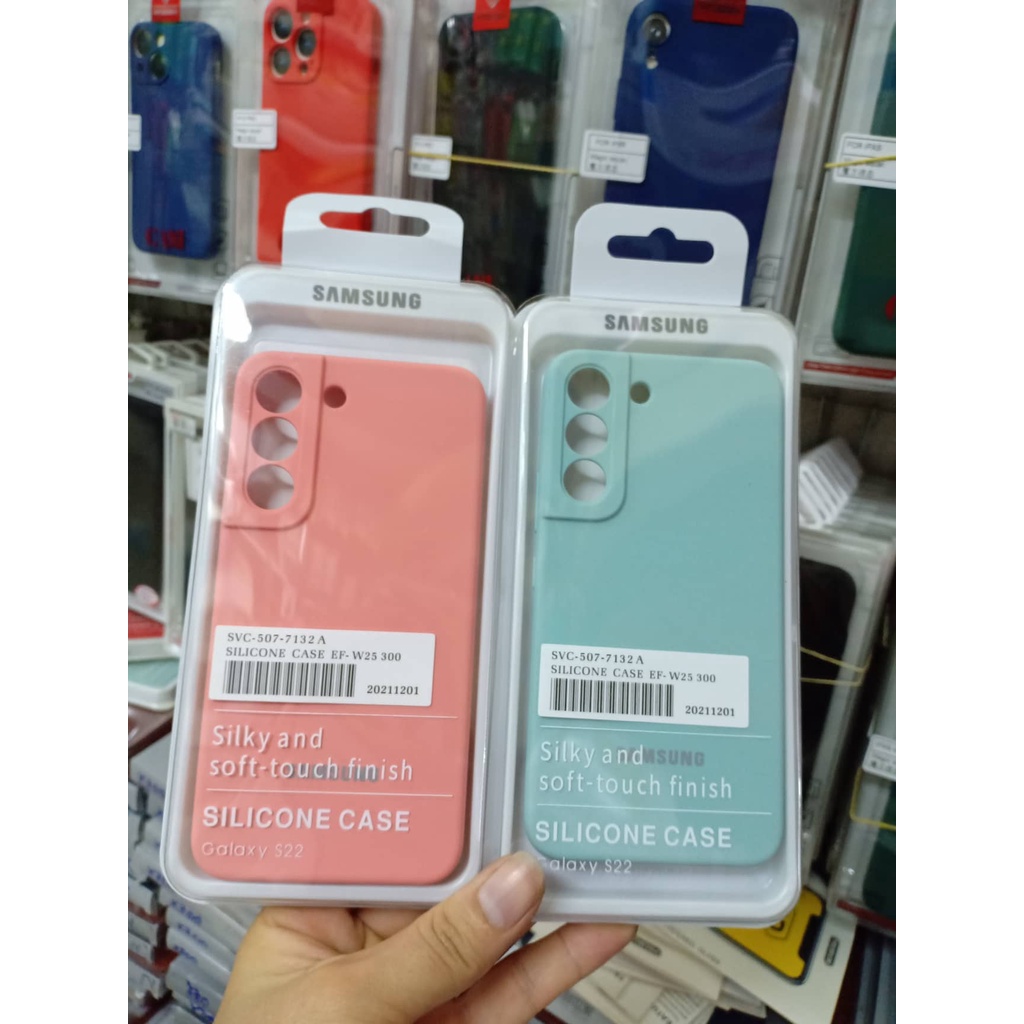 SAMSUNG
SVC-507-7132 A
SILICONE CASE EF-W25 300
20211201
Silky and
soft-touch finish
SILICONE CASE
Galaxy S22
SAMSUNG
SVC-507-7132 A
SILICONE CASE EF-W25 300
20211201
Silky and
soft-touch finish
SILICONE CASE
Galaxy S22